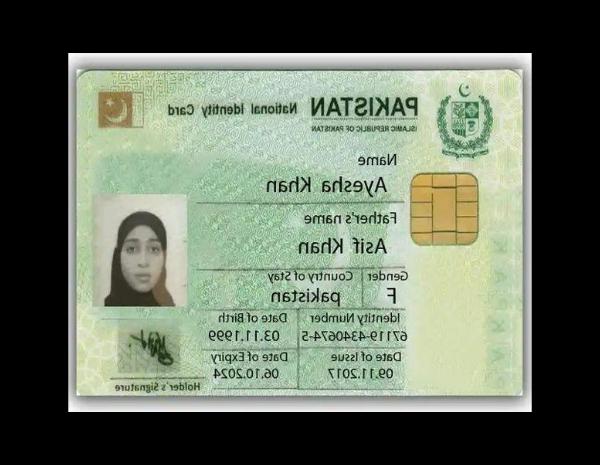 PAKISTAN National Identity Card
ISLAMIC REPUBLIC OF PAKISTAN
Name
Ayesha Khan
Father's name
Asif Khan
Gender Country of Stay
F pakistan
Identity Number Date of Birth
67119-4340674-5 03.11.1999
Date of Issue Date of Expiry
09.11.2017 06.10.2024
Holder's Signature